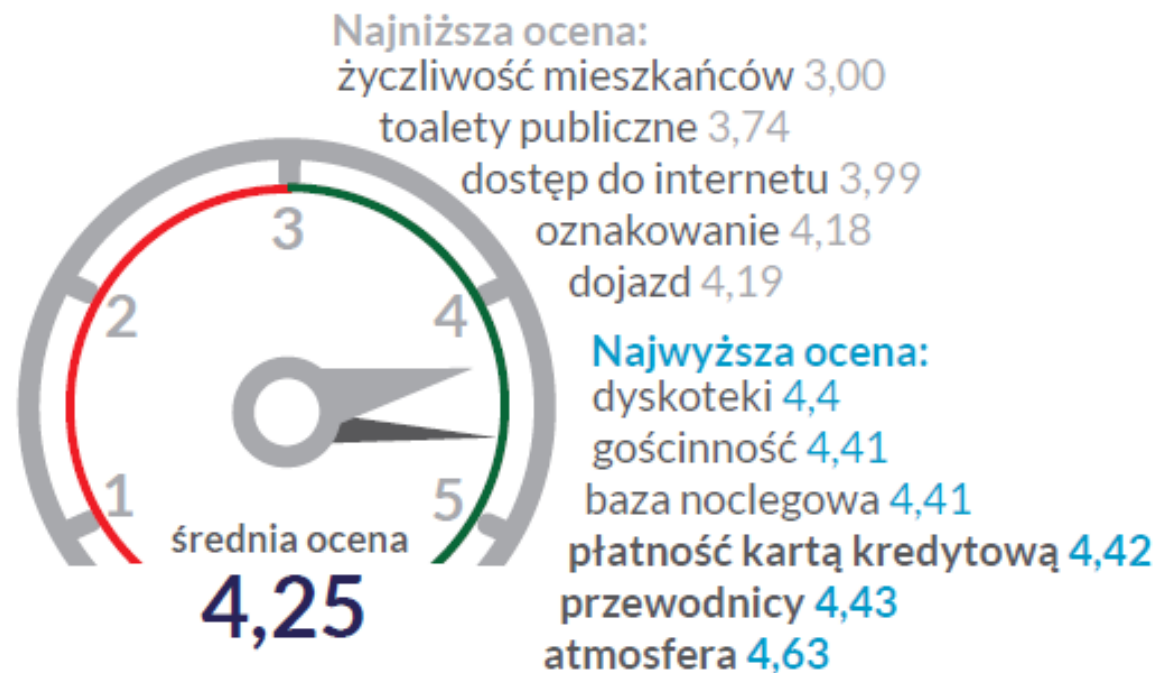 Najniższa ocena:
życzliwość mieszkańców 3,00
toalety publiczne 3,74
dostęp do internetu 3,99
oznakowanie 4,18
dojazd 4,19
1
2
3
4
5
średnia ocena
4,25
Najwyższa ocena:
dyskoteki 4,4
gościnność 4,41
baza noclegowa 4,41
płatność kartą kredytową 4,42
przewodnicy 4,43
atmosfera 4,63